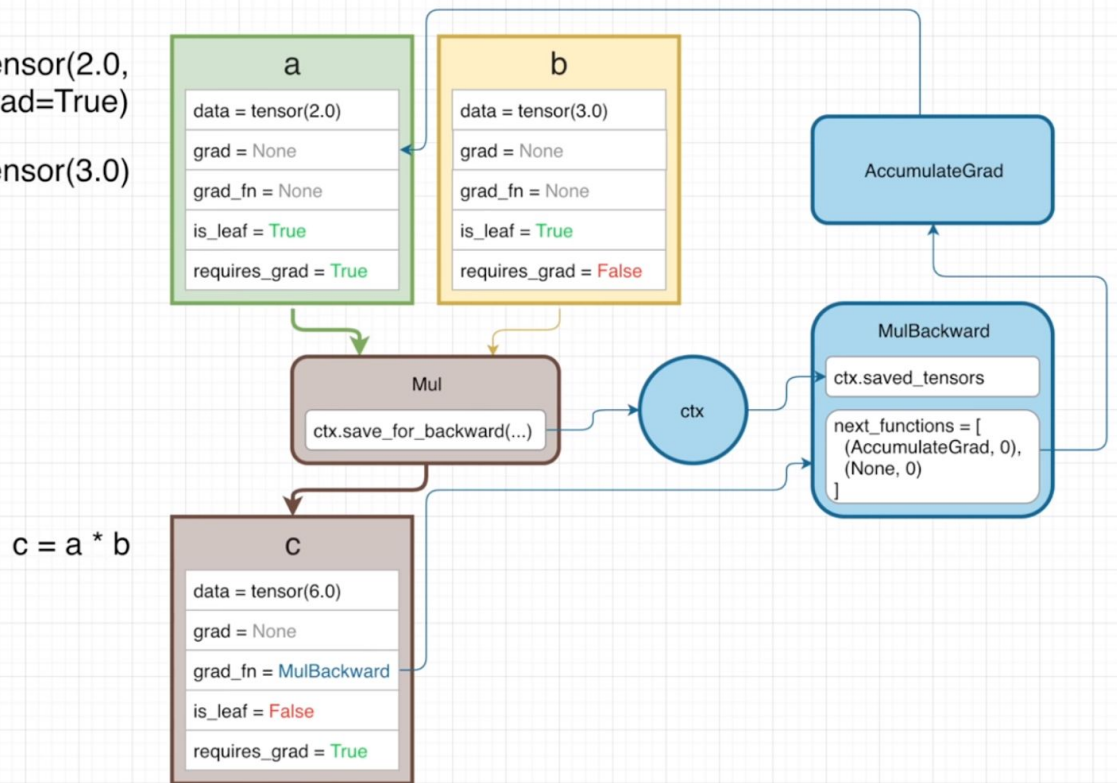 ensor(2.0,
ad=True)
ensor(3.0)
a
data = tensor(2.0)
grad = None
grad_fn = None
is_leaf = True
requires_grad = True
b
data = tensor(3.0)
grad = None
grad_fn = None
is_leaf = True
requires_grad = False
AccumulateGrad
Mul
ctx.save_for_backward(...)
ctx
MulBackward
ctx.saved_tensors
next_functions = [
(AccumulateGrad, 0),
(None, 0)
]
c = a * b
c
data = tensor(6.0)
grad = None
grad_fn = MulBackward
is_leaf = False
requires_grad = True